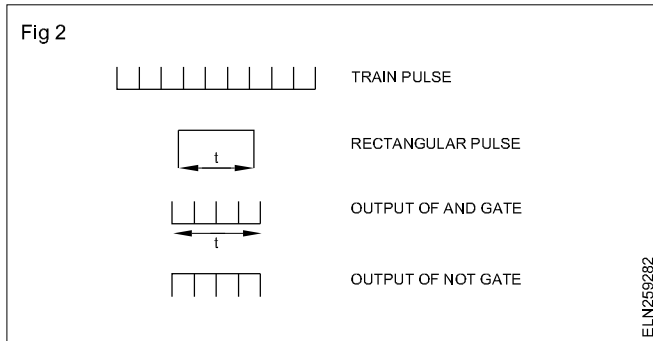 Fig 2
TRAIN PULSE
t
RECTANGULAR PULSE
OUTPUT OF AND GATE
t
OUTPUT OF NOT GATE
ELN259282